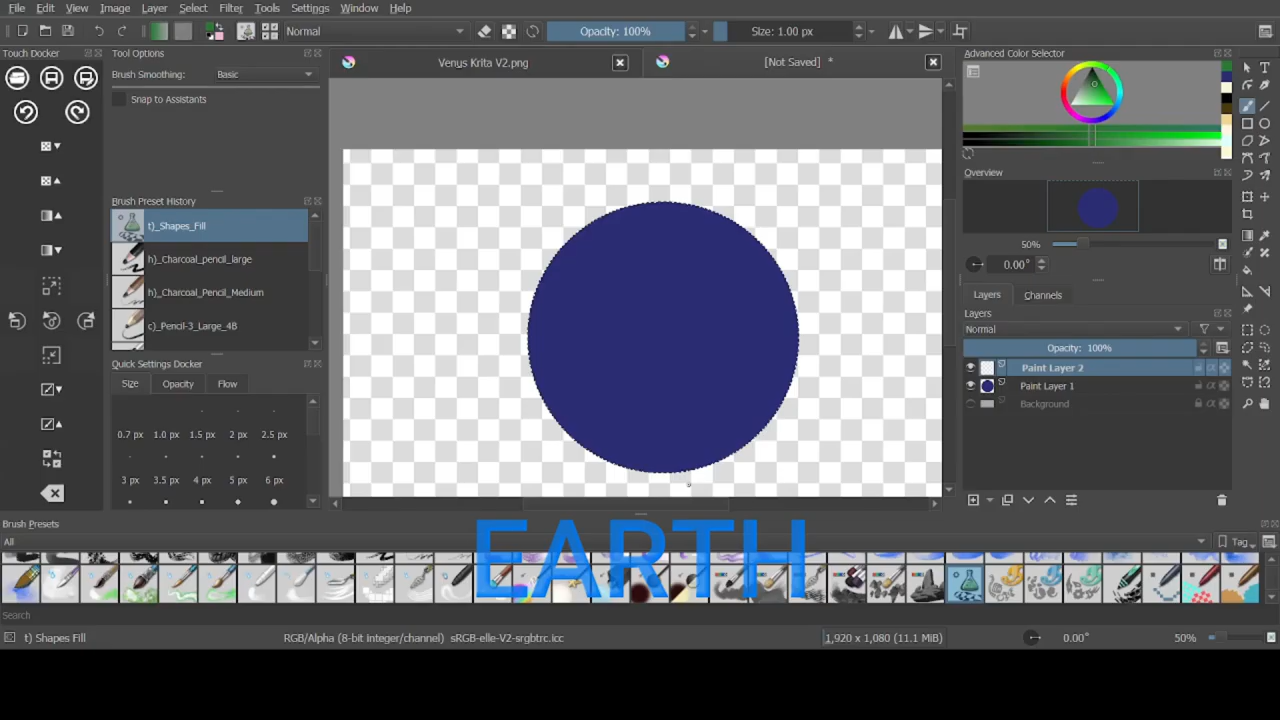 File Edit View Image Layer Select Filter Tools Settings Window Help
Normal Opacity: 100% Size: 1.00 px
Touch Docker
Tool Options
Brush Smoothing: Basic
Snap to Assistants
Brush Preset History
t)_Shapes_Fill
h)_Charcoal_pencil_large
h)_Charcoal_Pencil_Medium
c)_Pencil-3_Large_4B
Quick Settings Docker
Size Opacity Flow
0.7 px 1.0 px 1.5 px 2 px 2.5 px
3 px 3.5 px 4 px 5 px 6 px
Venus Krita V2.png
[Not Saved] *
Advanced Color Selector
Overview
50%
0.00°
Layers Channels
Layers
Normal
Opacity: 100%
Paint Layer 2
Paint Layer 1
Background
Brush Presets
All
Tag
EARTH
Search
t) Shapes Fill RGB/Alpha (8-bit integer/channel) sRGB-elle-V2-srgbtrc.icc 1,920 x 1,080 (11.1 MiB) 0.00° 50%